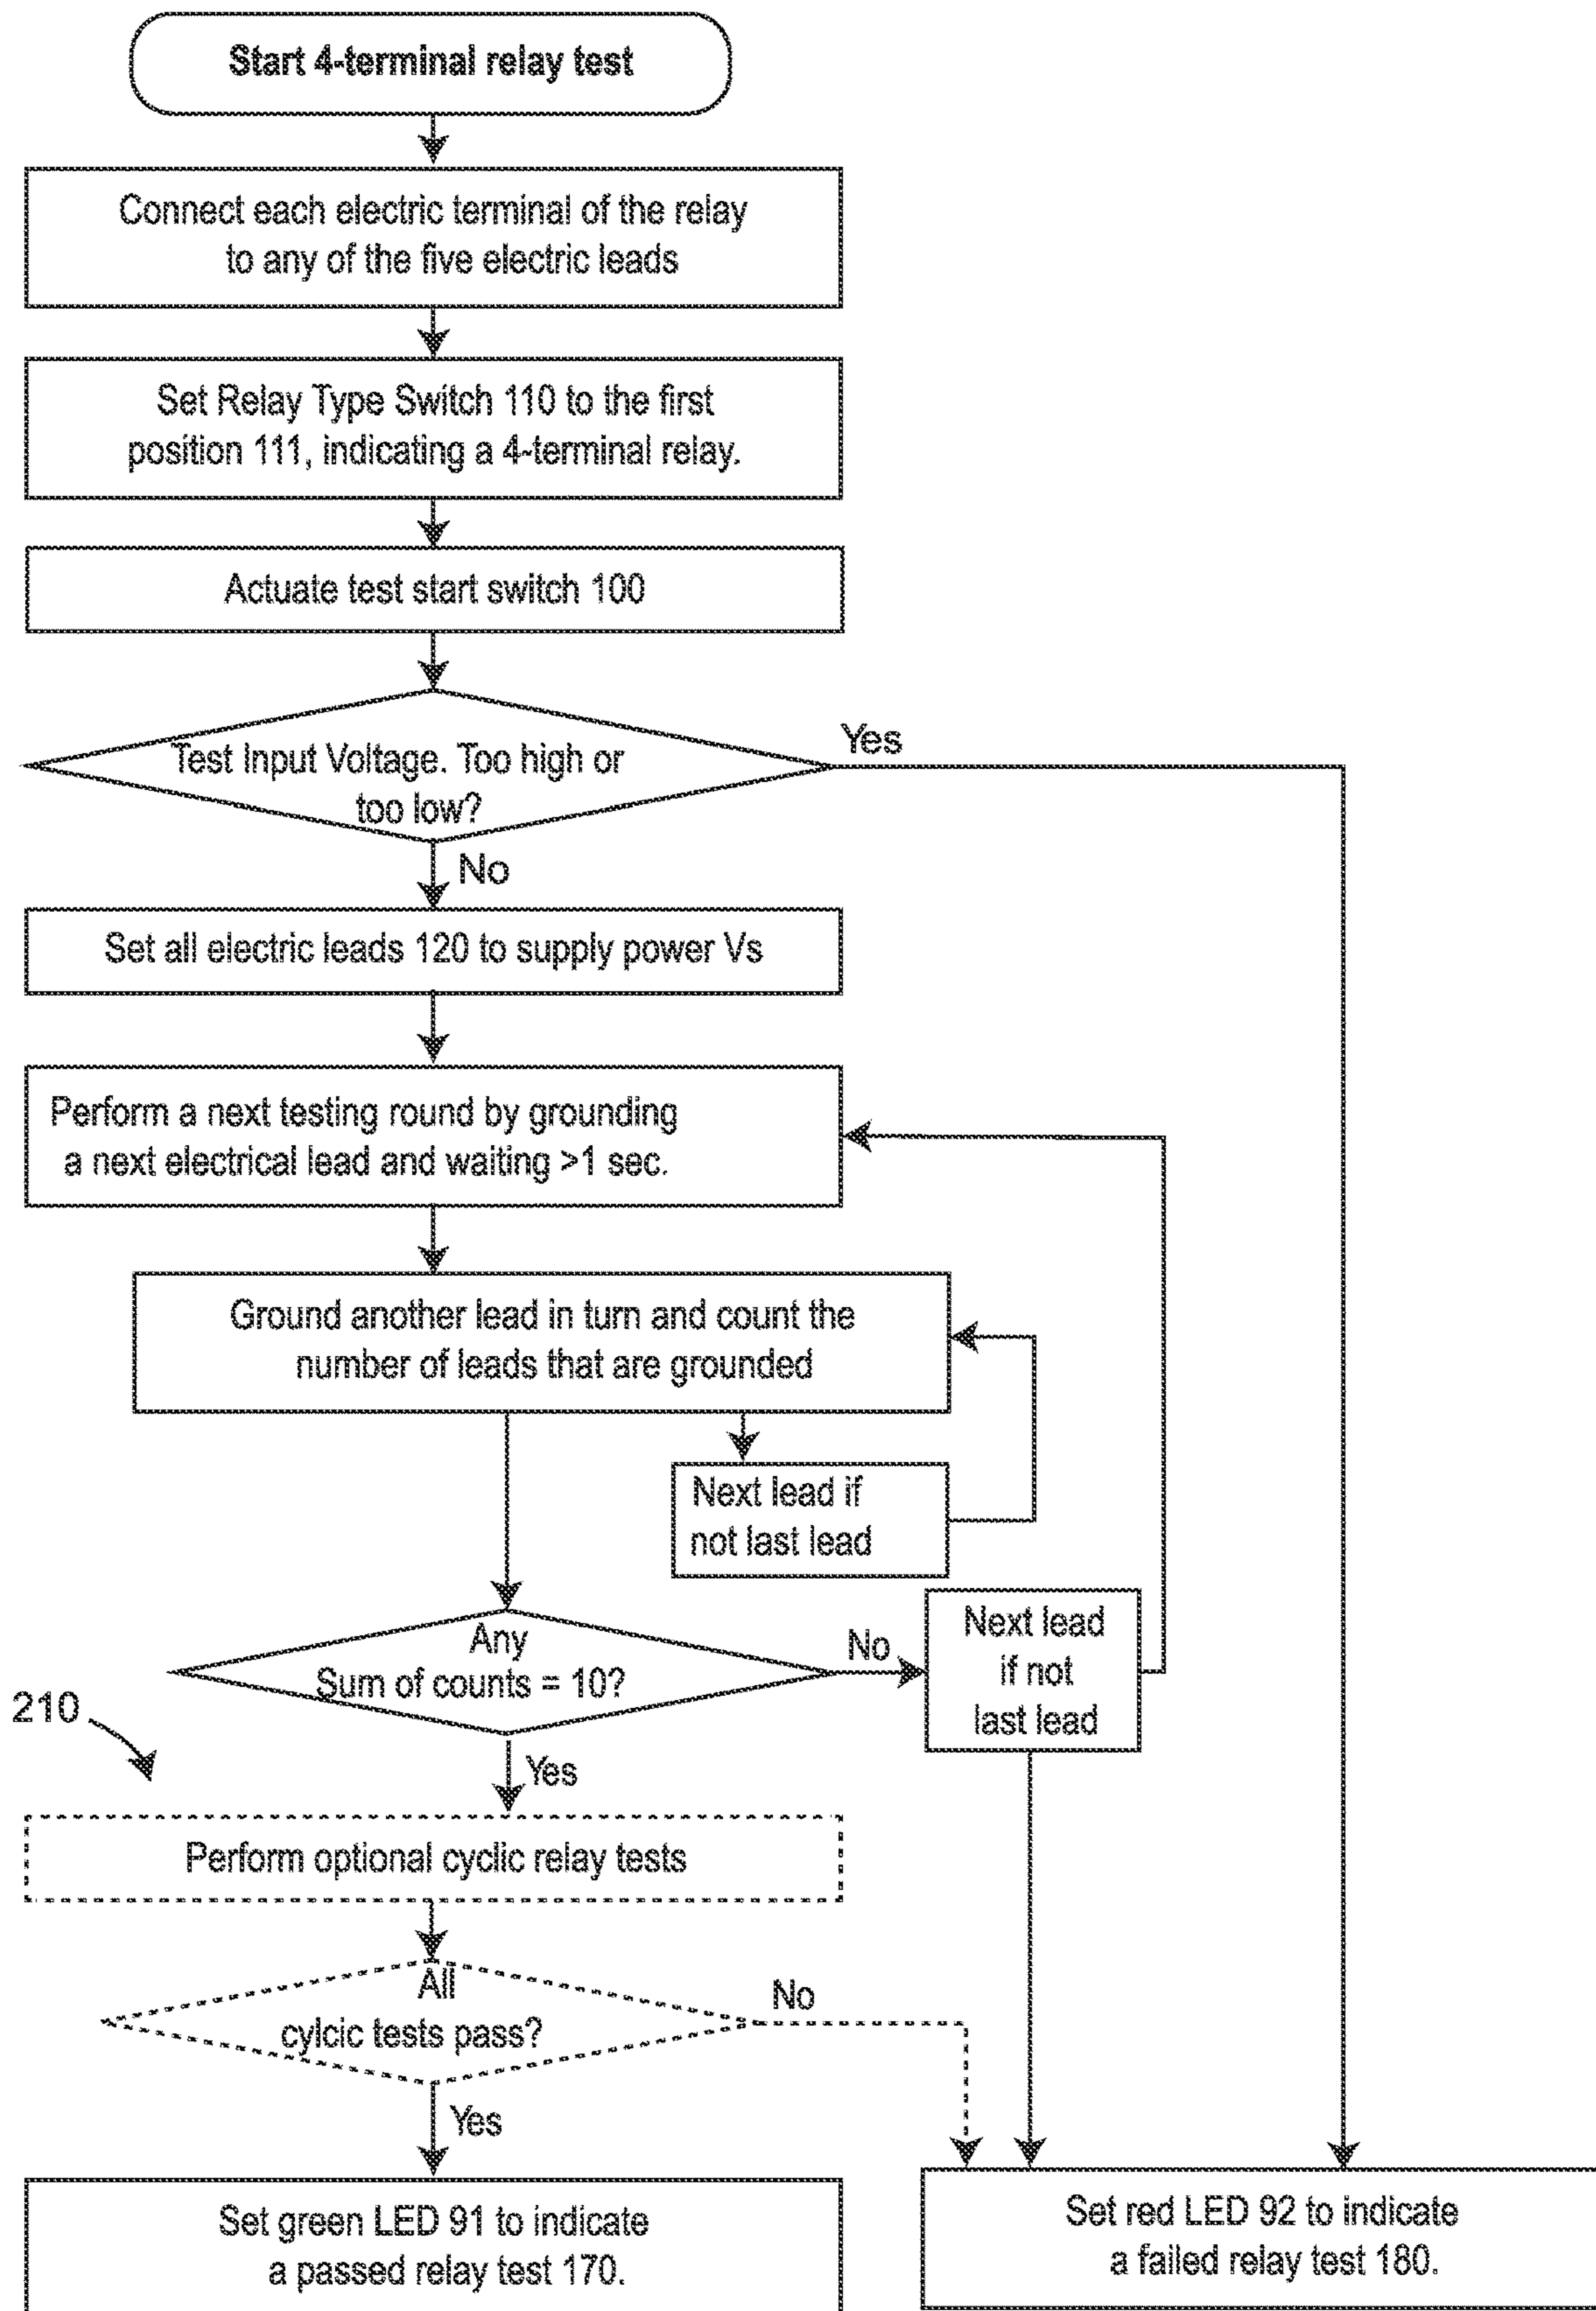 Start 4-terminal relay test
Connect each electric terminal of the relay
to any of the five electric leads
Set Relay Type Switch 110 to the first
position 111, indicating a 4-terminal relay.
Actuate test start switch 100
Test Input Voltage. Too high or
too low?
Yes
No
Set all electric leads 120 to supply power Vs
Perform a next testing round by grounding
a next electrical lead and waiting >1 sec.
Ground another lead in turn and count the
number of leads that are grounded
Next lead if
not last lead
Any
Sum of counts = 10?
No
Next lead
if not
last lead
210
Yes
Perform optional cyclic relay tests
All
cylcic tests pass?
No
Yes
Set green LED 91 to indicate
a passed relay test 170.
Set red LED 92 to indicate
a failed relay test 180.